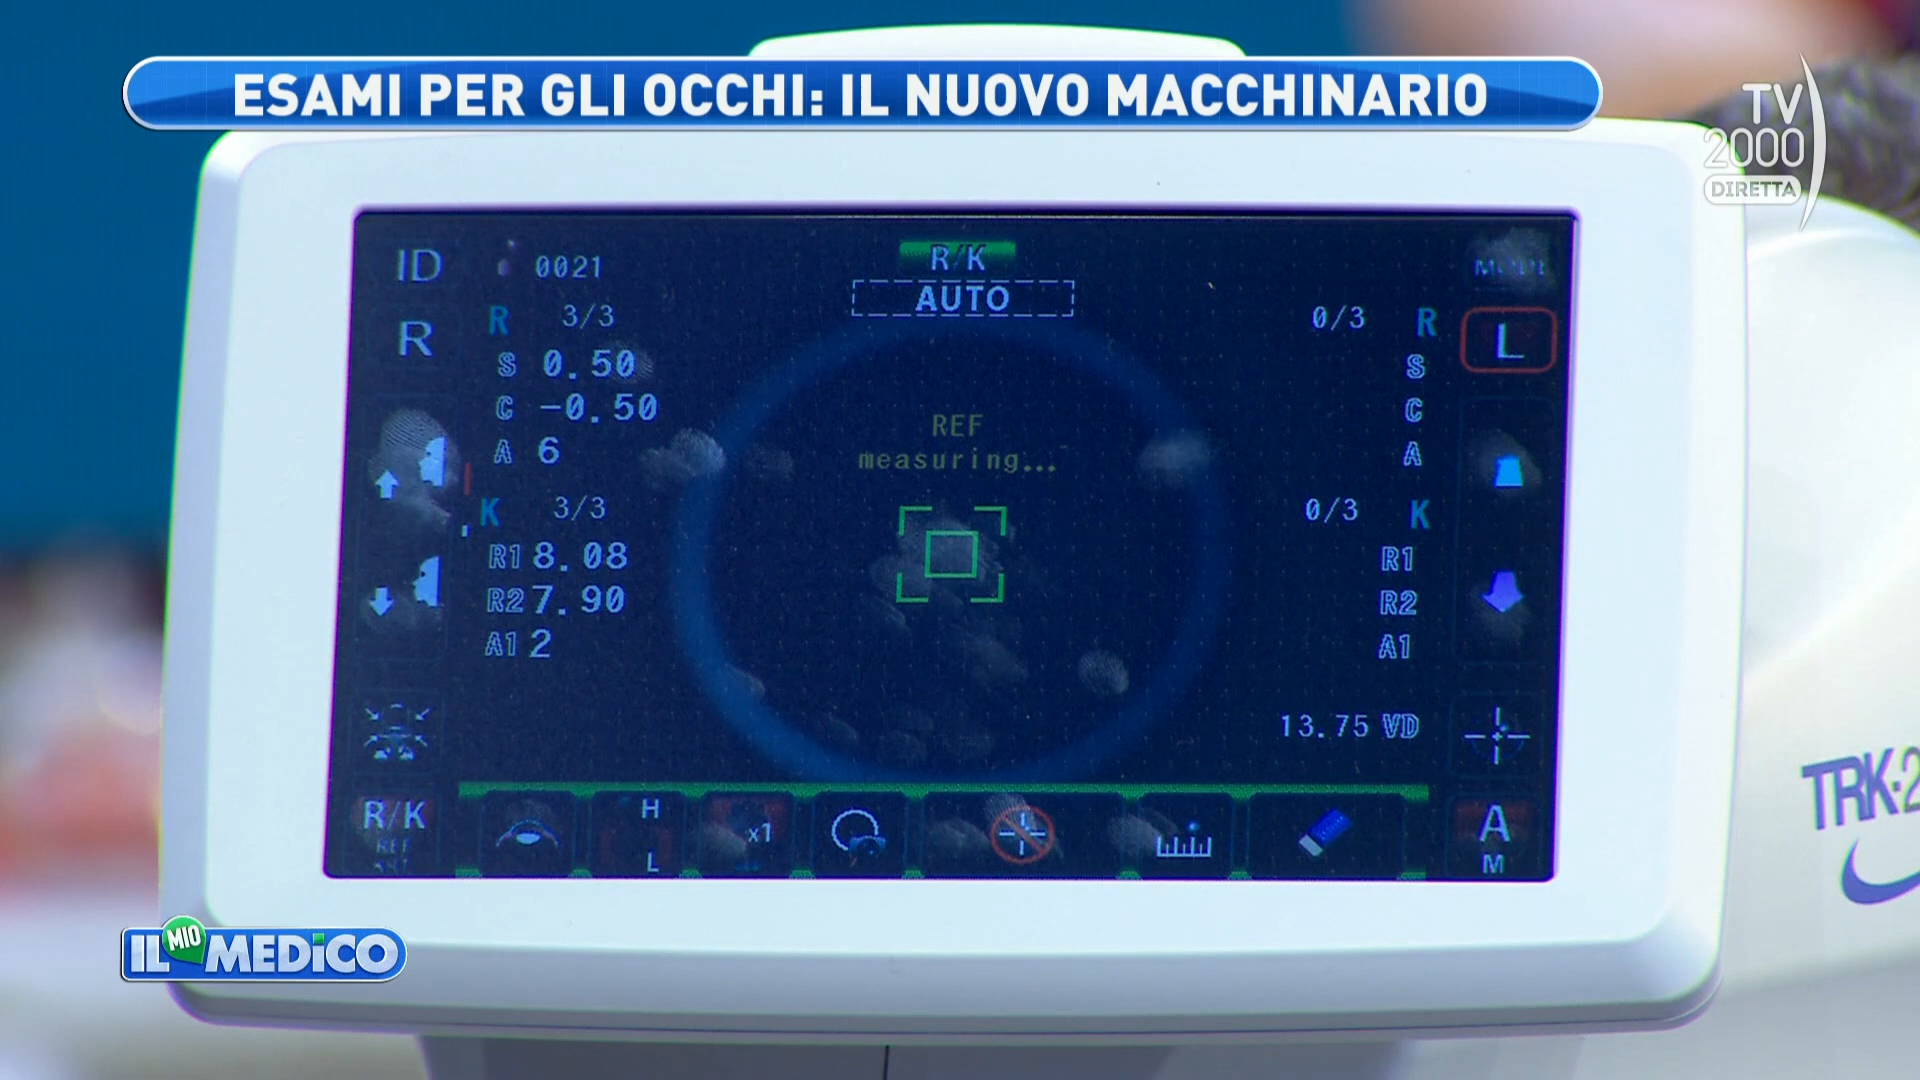 ESAMI PER GLI OCCHI: IL NUOVO MACCHINARIO
TV
2000
DIRETTA
ID 0021
R/K
AUTO
MODE
R
R 3/3
S 0.50
C -0.50
A 6
K 3/3
R1 8.08
R2 7.90
A1 2
REF
measuring...
0/3 R
L
S
C
A
0/3 K
R1
R2
A1
13.75 VD
R/K
REF
H
L
x1
A
M
TRK-2
IL MIO MEDICO